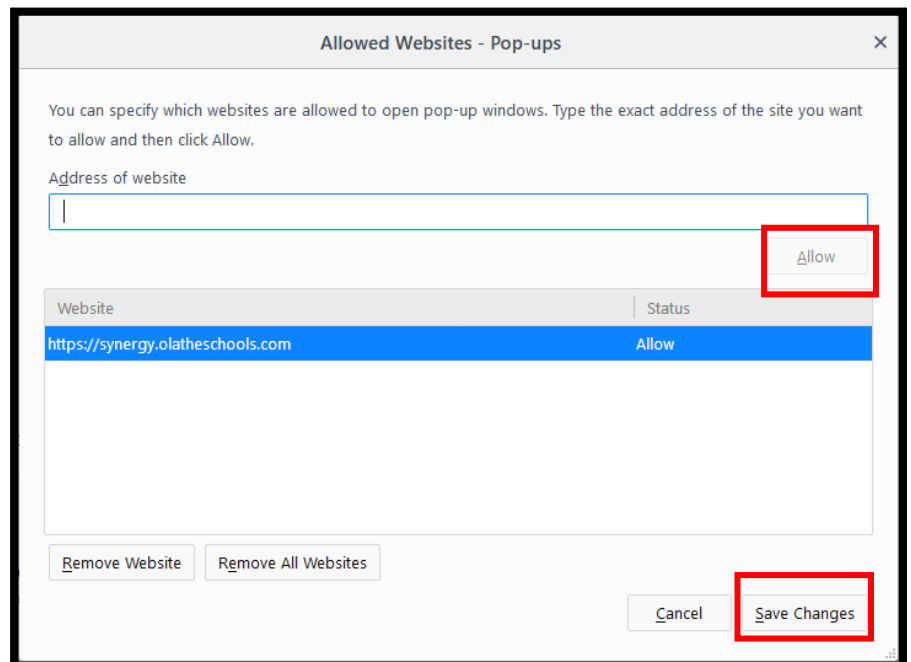 Allowed Websites - Pop-ups
You can specify which websites are allowed to open pop-up windows. Type the exact address of the site you want
to allow and then click Allow.
Address of website
Allow
Website Status
https://synergy.olatheschools.com Allow
Remove Website Remove All Websites
Cancel Save Changes